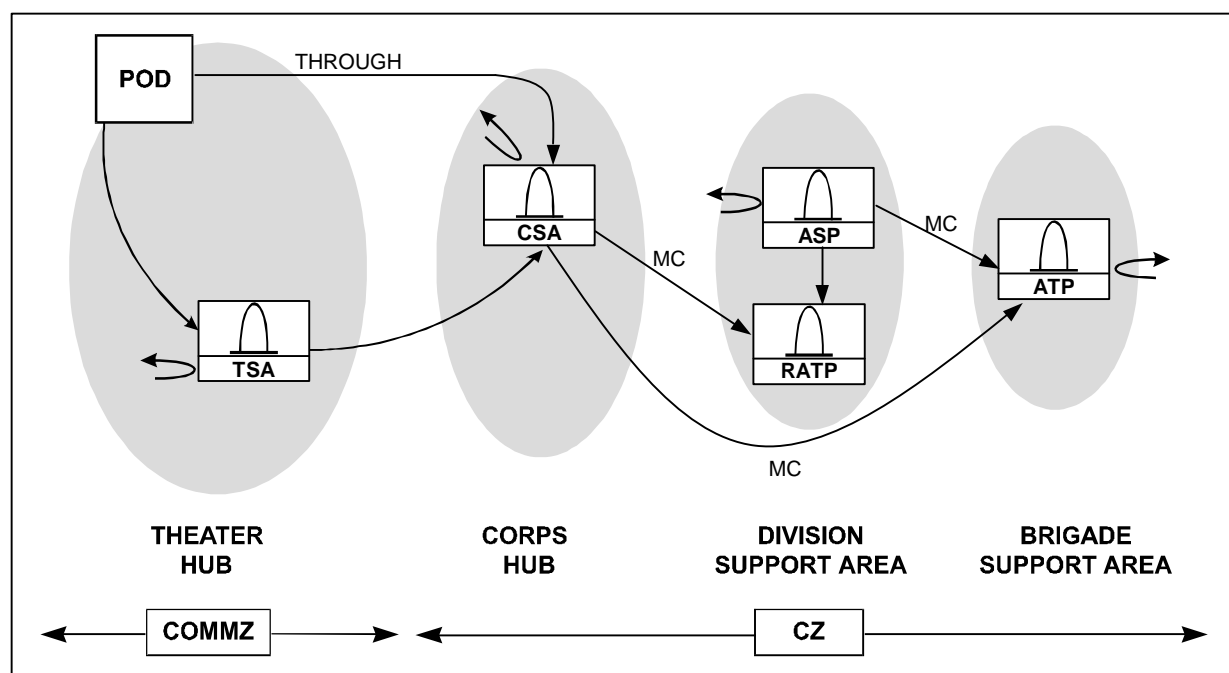 POD
THROUGH
CSA
MC
ASP
MC
ATP
TSA
RATP
MC
THEATER
HUB
CORPS
HUB
DIVISION
SUPPORT AREA
BRIGADE
SUPPORT AREA
COMMZ
CZ